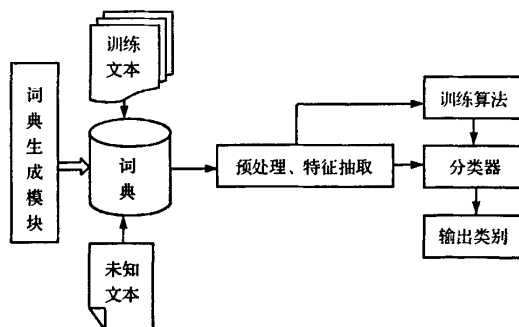 训练
文本
词典生成模块
词典
预处理、特征抽取
训练算法
分类器
输出类别
未知
文本